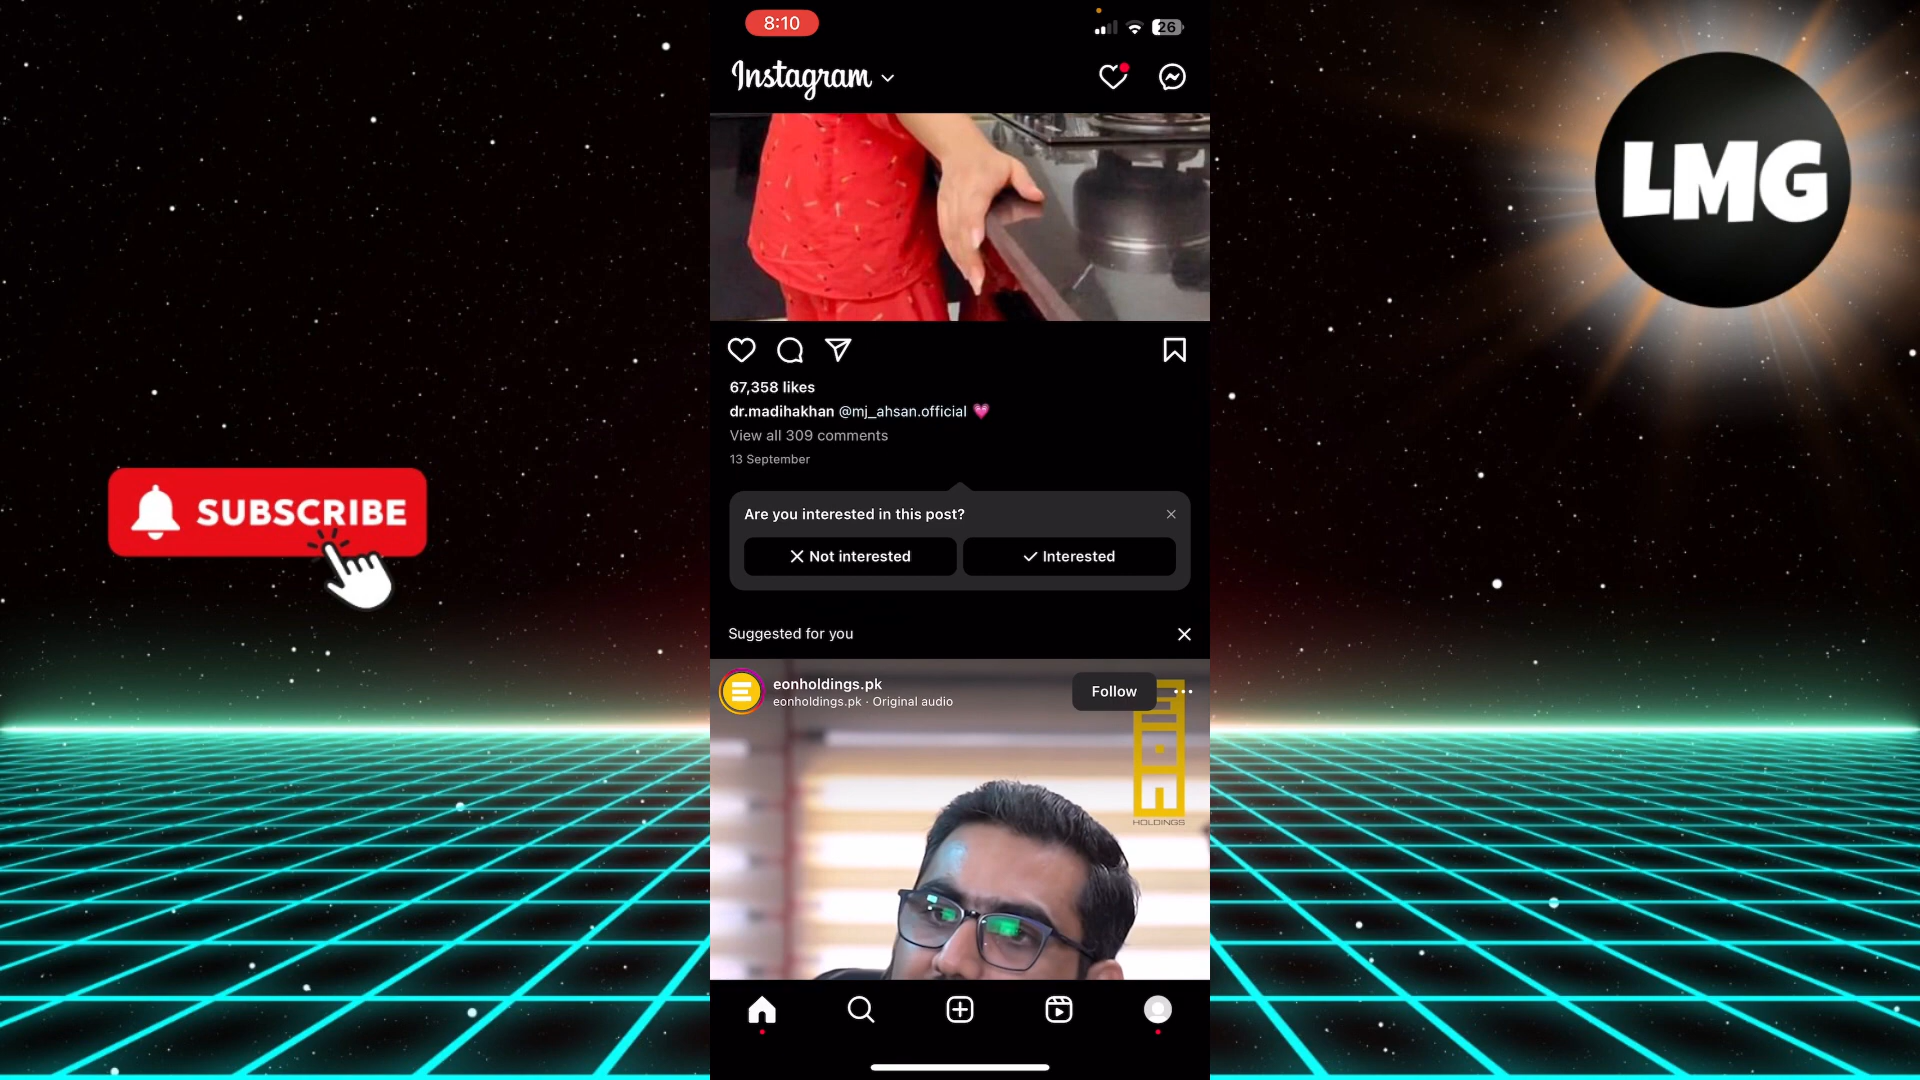 8:10
26
Instagram
LMG
67,358 likes
dr.madihakhan @mj_ahsan.official 💗
View all 309 comments
13 September
Are you interested in this post?
Not interested
Interested
SUBSCRIBE
Suggested for you
eonholdings.pk
eonholdings.pk · Original audio
Follow
HOLDINGS